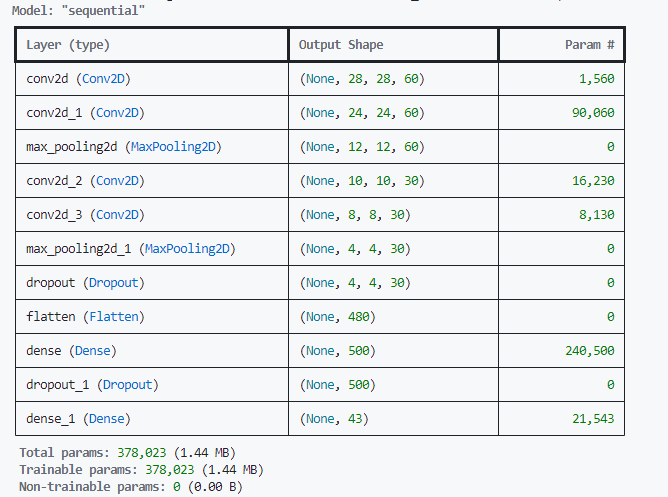 Model: "sequential"
Layer (type) Output Shape Param #
conv2d (Conv2D) (None, 28, 28, 60) 1,560
conv2d_1 (Conv2D) (None, 24, 24, 60) 90,060
max_pooling2d (MaxPooling2D) (None, 12, 12, 60) 0
conv2d_2 (Conv2D) (None, 10, 10, 30) 16,230
conv2d_3 (Conv2D) (None, 8, 8, 30) 8,130
max_pooling2d_1 (MaxPooling2D) (None, 4, 4, 30) 0
dropout (Dropout) (None, 4, 4, 30) 0
flatten (Flatten) (None, 480) 0
dense (Dense) (None, 500) 240,500
dropout_1 (Dropout) (None, 500) 0
dense_1 (Dense) (None, 43) 21,543
Total params: 378,023 (1.44 MB)
Trainable params: 378,023 (1.44 MB)
Non-trainable params: 0 (0.00 B)